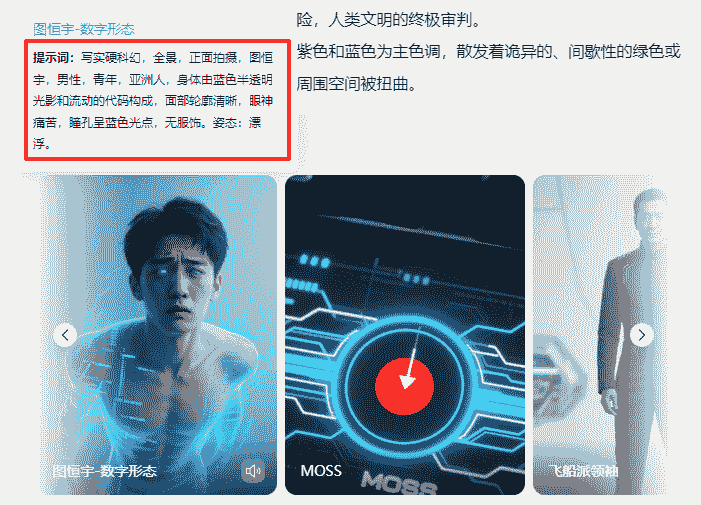 图恒宇-数字形态
提示词：写实硬科幻，全景，正面拍摄，图恒
宇，男性，青年，亚洲人，身体由蓝色半透明
光影和流动的代码构成，面部轮廓清晰，眼神
痛苦，瞳孔呈蓝色光点，无服饰。姿态：漂
浮。
险，人类文明的终极审判。
紫色和蓝色为主色调，散发着诡异的、间歇性的绿色或
周围空间被扭曲。
图恒宇-数字形态
MOSS
MOSS
飞船派领袖